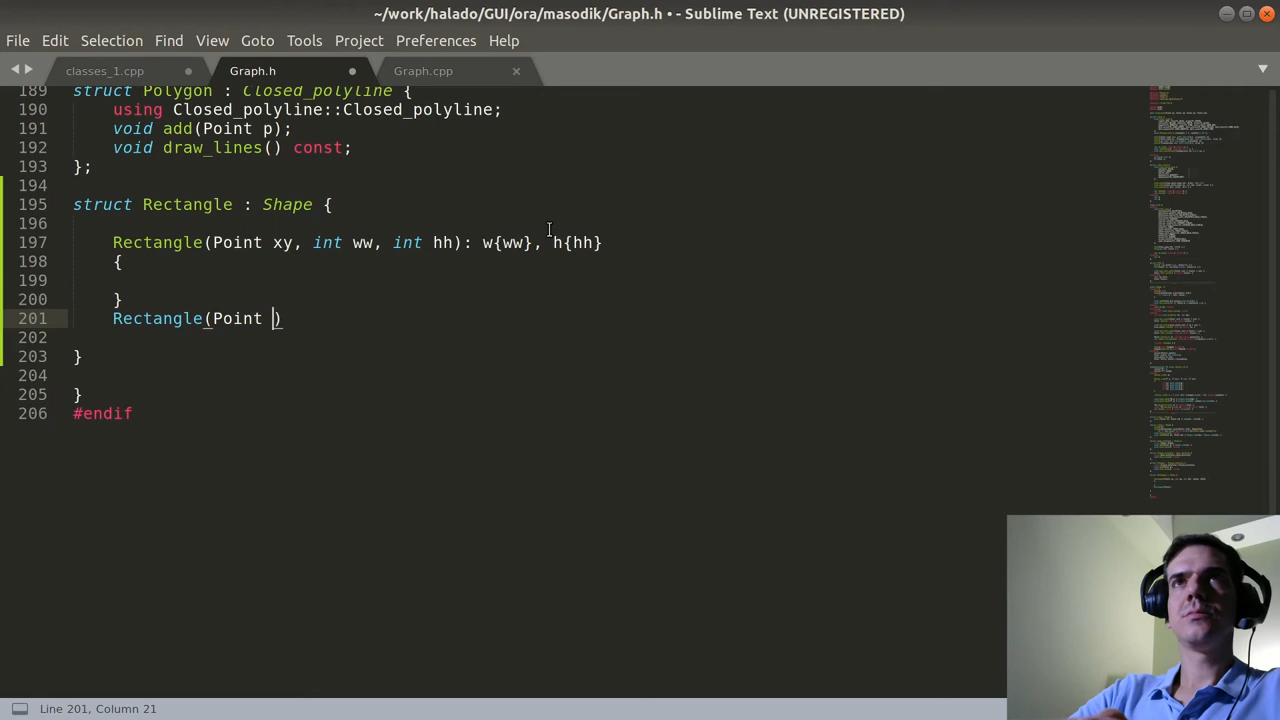 ~/work/halado/GUI/ora/masodik/Graph.h • - Sublime Text (UNREGISTERED)
File Edit Selection Find View Goto Tools Project Preferences Help
classes_1.cpp Graph.h Graph.cpp
189 struct Polygon : Closed_polyline {
190 using Closed_polyline::Closed_polyline;
191 void add(Point p);
192 void draw_lines() const;
193 };
194
195 struct Rectangle : Shape {
196
197 Rectangle(Point xy, int ww, int hh): w{ww}, h{hh}
198 {
199
200 }
201 Rectangle(Point )
202
203 }
204
205 }
206 #endif
Line 201, Column 21